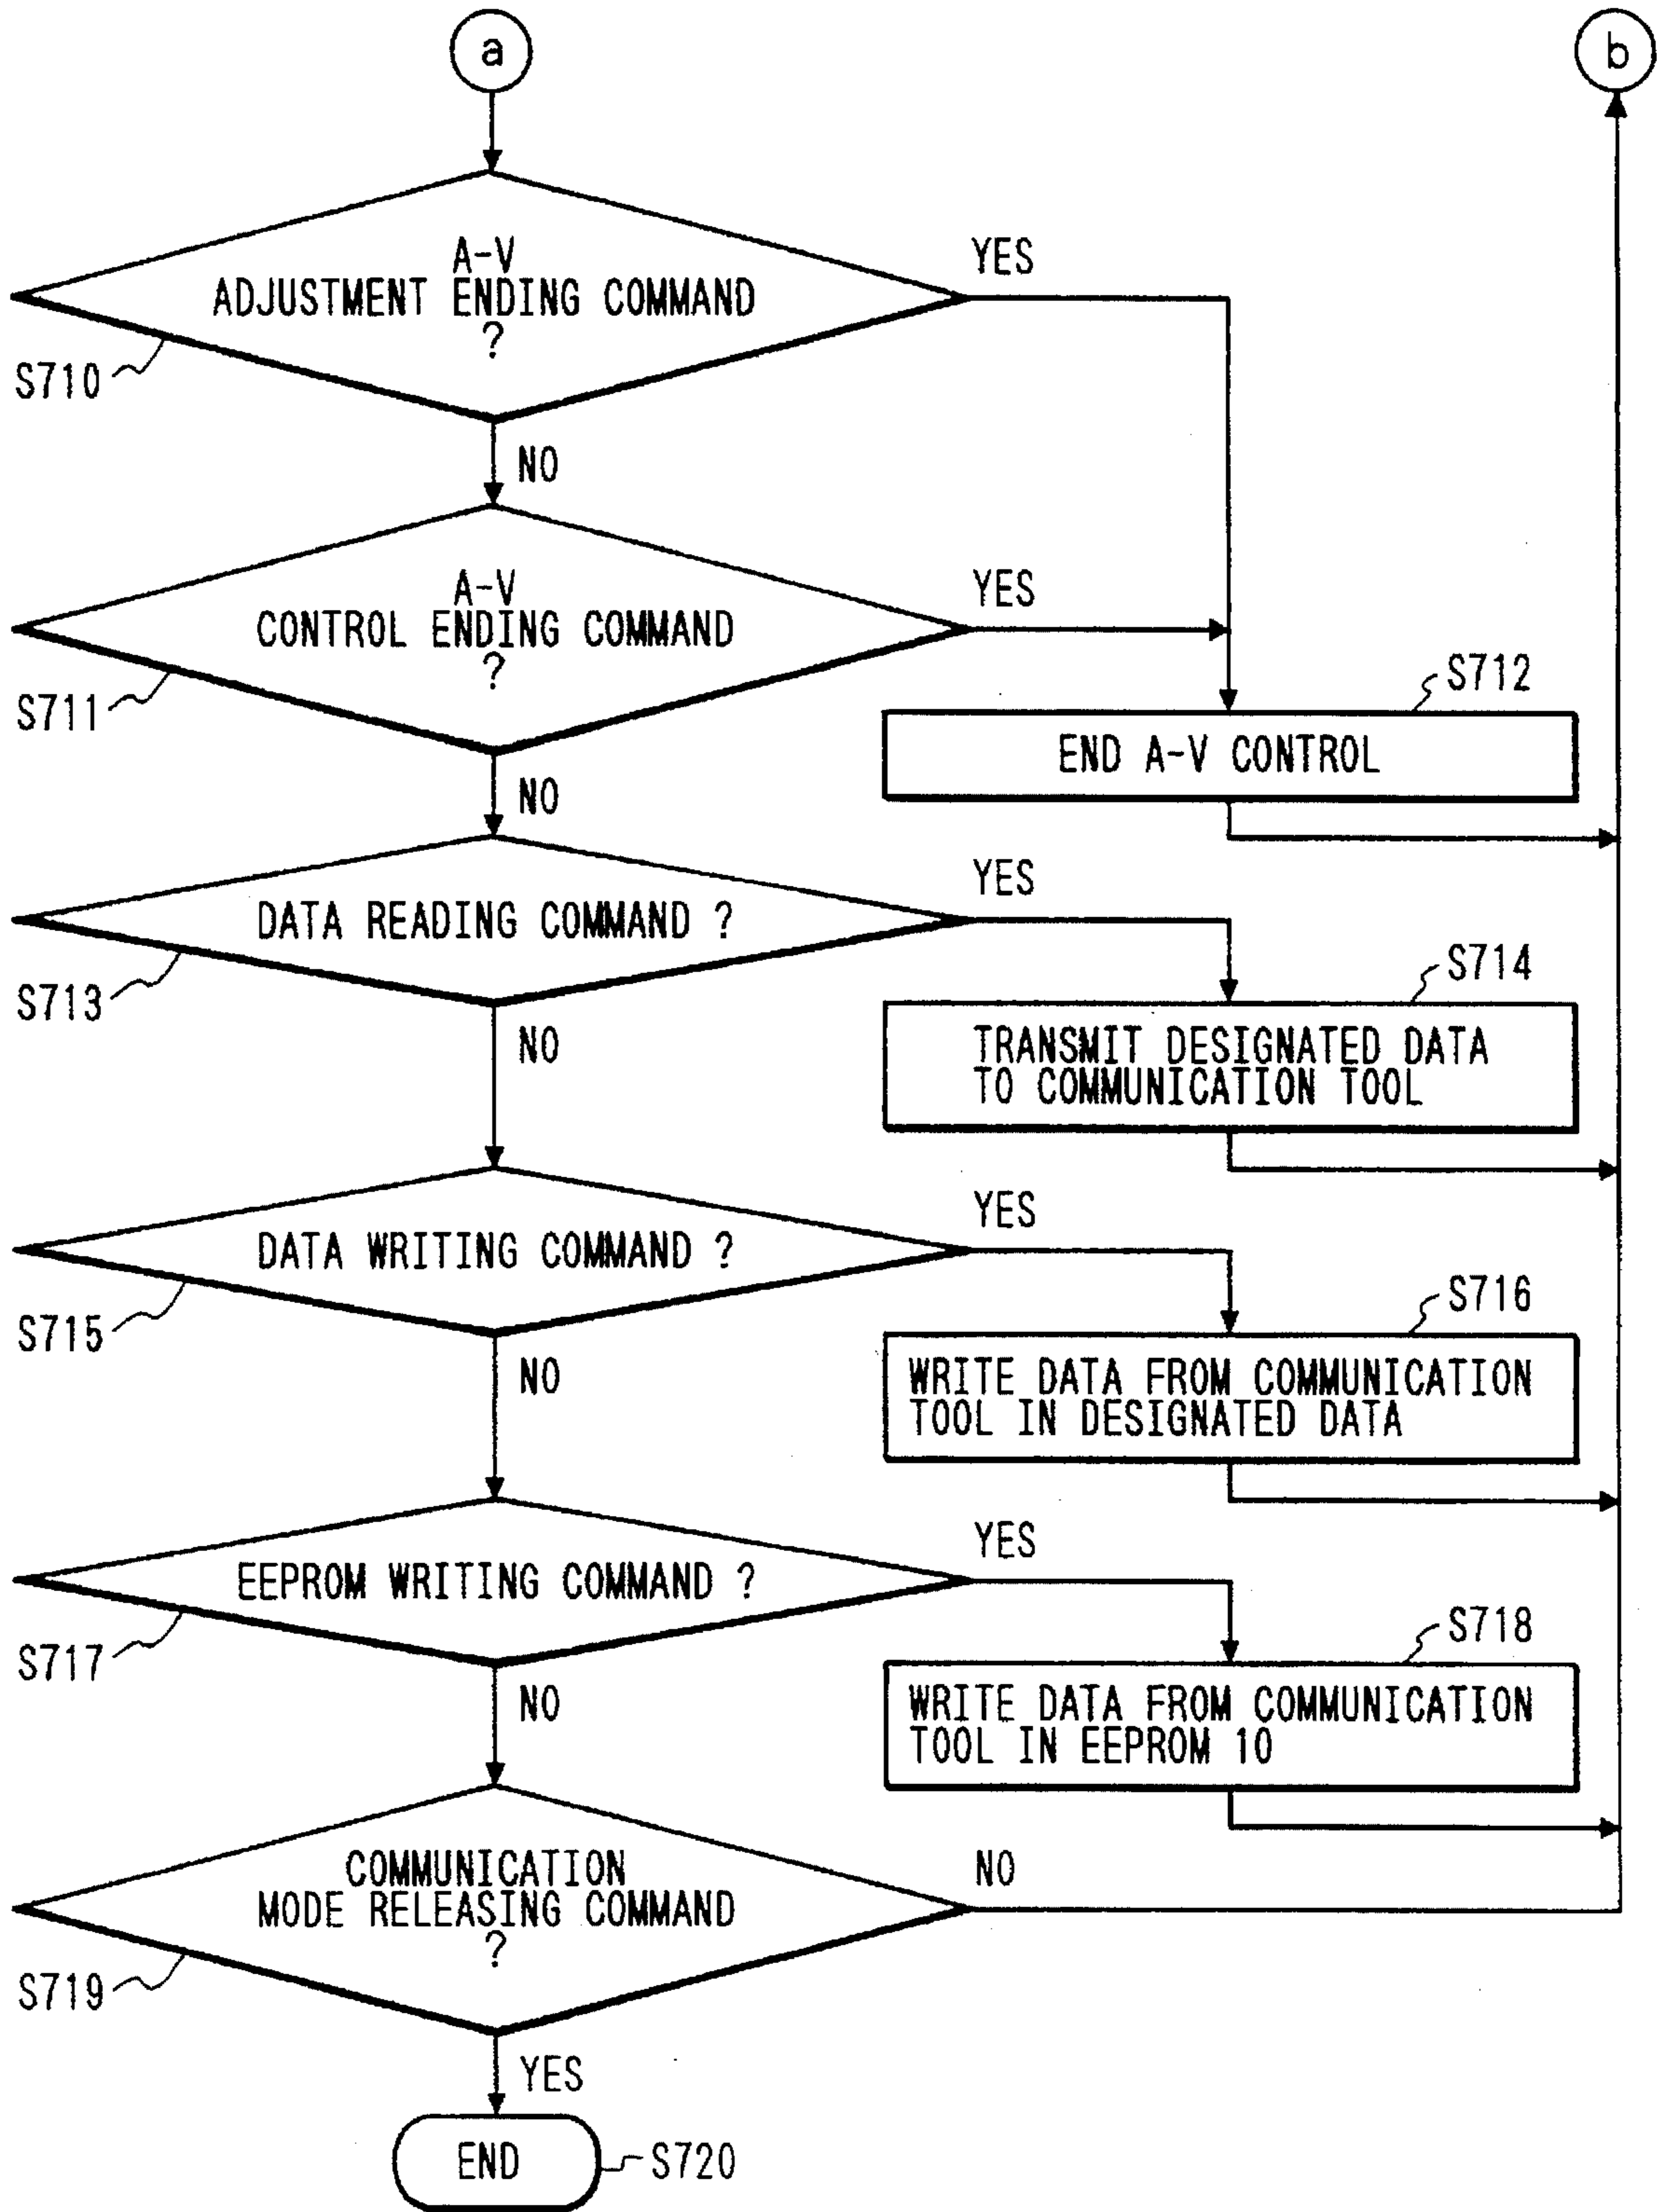 a
b
A-V
ADJUSTMENT ENDING COMMAND
?
YES
S710
NO
A-V
CONTROL ENDING COMMAND
?
YES
S711
S712
END A-V CONTROL
NO
DATA READING COMMAND ?
YES
S713
S714
TRANSMIT DESIGNATED DATA
TO COMMUNICATION TOOL
NO
DATA WRITING COMMAND ?
YES
S715
S716
WRITE DATA FROM COMMUNICATION
TOOL IN DESIGNATED DATA
NO
EEPROM WRITING COMMAND ?
YES
S717
S718
WRITE DATA FROM COMMUNICATION
TOOL IN EEPROM 10
NO
COMMUNICATION
MODE RELEASING COMMAND
?
NO
S719
YES
END
S720